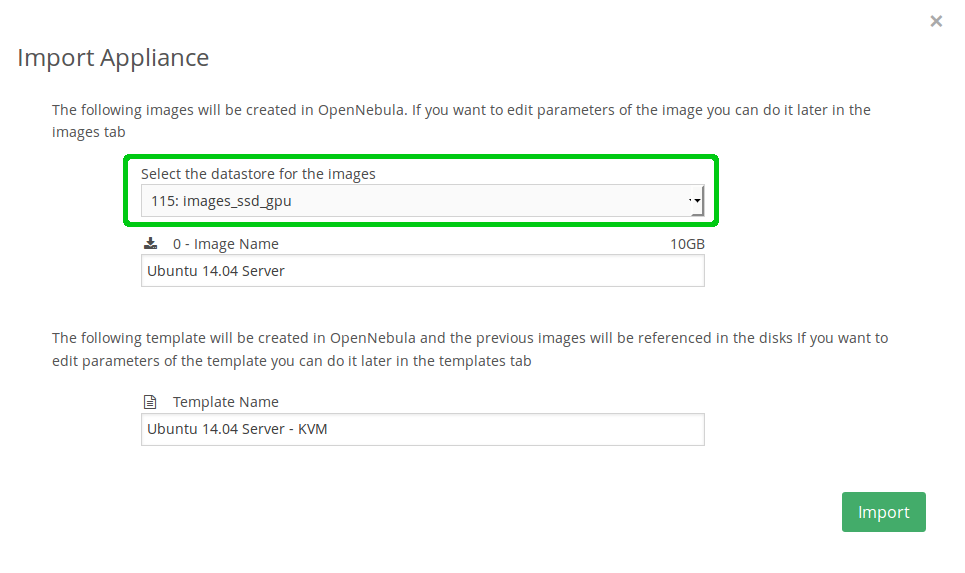 ×
Import Appliance
The following images will be created in OpenNebula. If you want to edit parameters of the image you can do it later in the
images tab
Select the datastore for the images
115: images_ssd_gpu
0 - Image Name 10GB
Ubuntu 14.04 Server
The following template will be created in OpenNebula and the previous images will be referenced in the disks If you want to
edit parameters of the template you can do it later in the templates tab
Template Name
Ubuntu 14.04 Server - KVM
Import